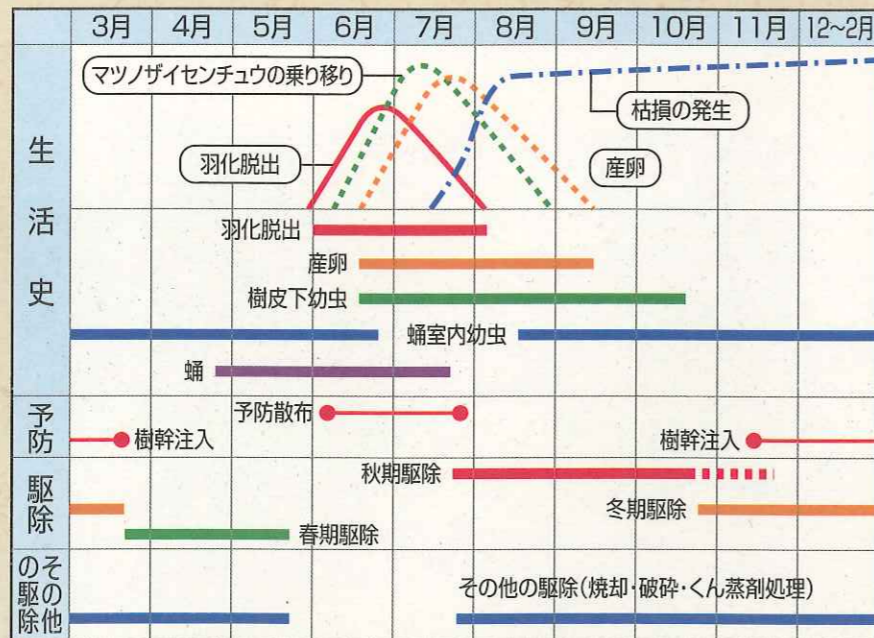 3月 4月 5月 6月 7月 8月 9月 10月 11月 12~2月
生活史
マツノザイセンチュウの乗り移り
枯損の発生
羽化脱出
産卵
羽化脱出
産卵
樹皮下幼虫
蛹室内幼虫
蛹
予防
予防散布
樹幹注入
樹幹注入
駆除
秋期駆除
冬期駆除
春期駆除
その他の駆除
その他の駆除(焼却・破砕・くん蒸剤処理)